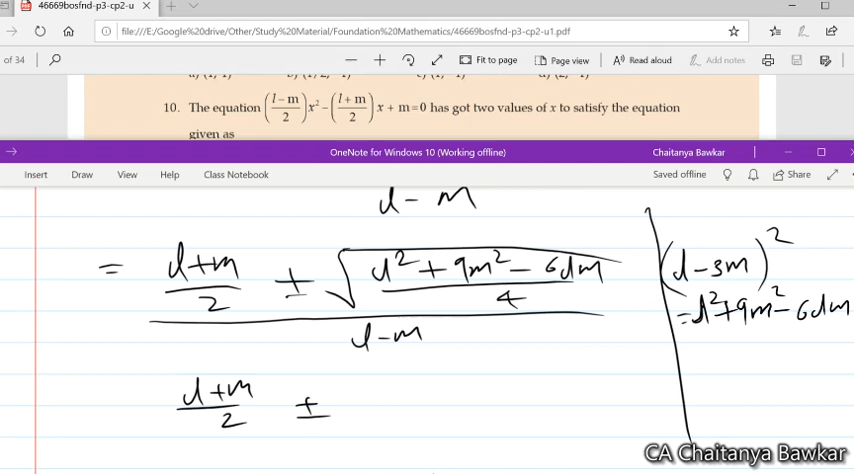 46669bosfnd-p3-cp2-u1.pdf
file:///E:/Google%20drive/Other/Study%20Material/Foundation%20Mathematics/46669bosfnd-p3-cp2-u1.pdf
of 34
Fit to page
Page view
Read aloud
Add notes
10. The equation ((l−m)/2)x² − ((l+m)/2)x + m=0 has got two values of x to satisfy the equation
given as
OneNote for Windows 10 (Working offline)
Chaitanya Bawkar
Insert Draw View Help Class Notebook
Saved offline
Share
l − m
= (l+m)/2 ± √((l² + 9m² − 6lm)/4)
l−m
(l−3m)²
= l²+9m²−6lm
(l+m)/2 ±
CA Chaitanya Bawkar